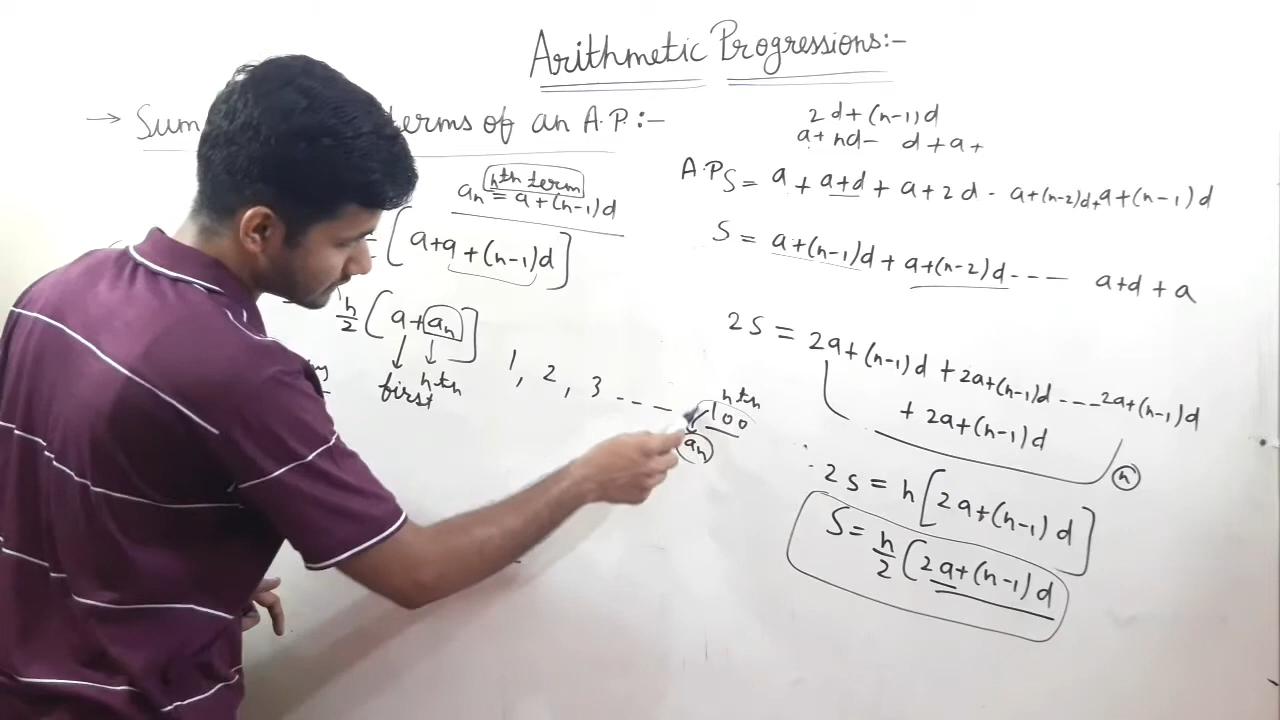 Arithmetic Progressions:-
→ Sum terms of an A.P.:-
nth term
aₙ = a+(n-1)d
= [a+a+(n-1)d]
n/2 [a+aₙ]
first nth
1, 2, 3 - - - 100
nth
aₙ
2d+(n-1)d
a+nd- d+a+
A.P
S = a + a+d + a+2d - a+(n-2)d+a+(n-1)d
S = a+(n-1)d + a+(n-2)d - - - - a+d+a
2S = 2a+(n-1)d + 2a+(n-1)d - - - - 2a+(n-1)d
+ 2a+(n-1)d
n
2S = n[2a+(n-1)d]
S = n/2 (2a+(n-1)d